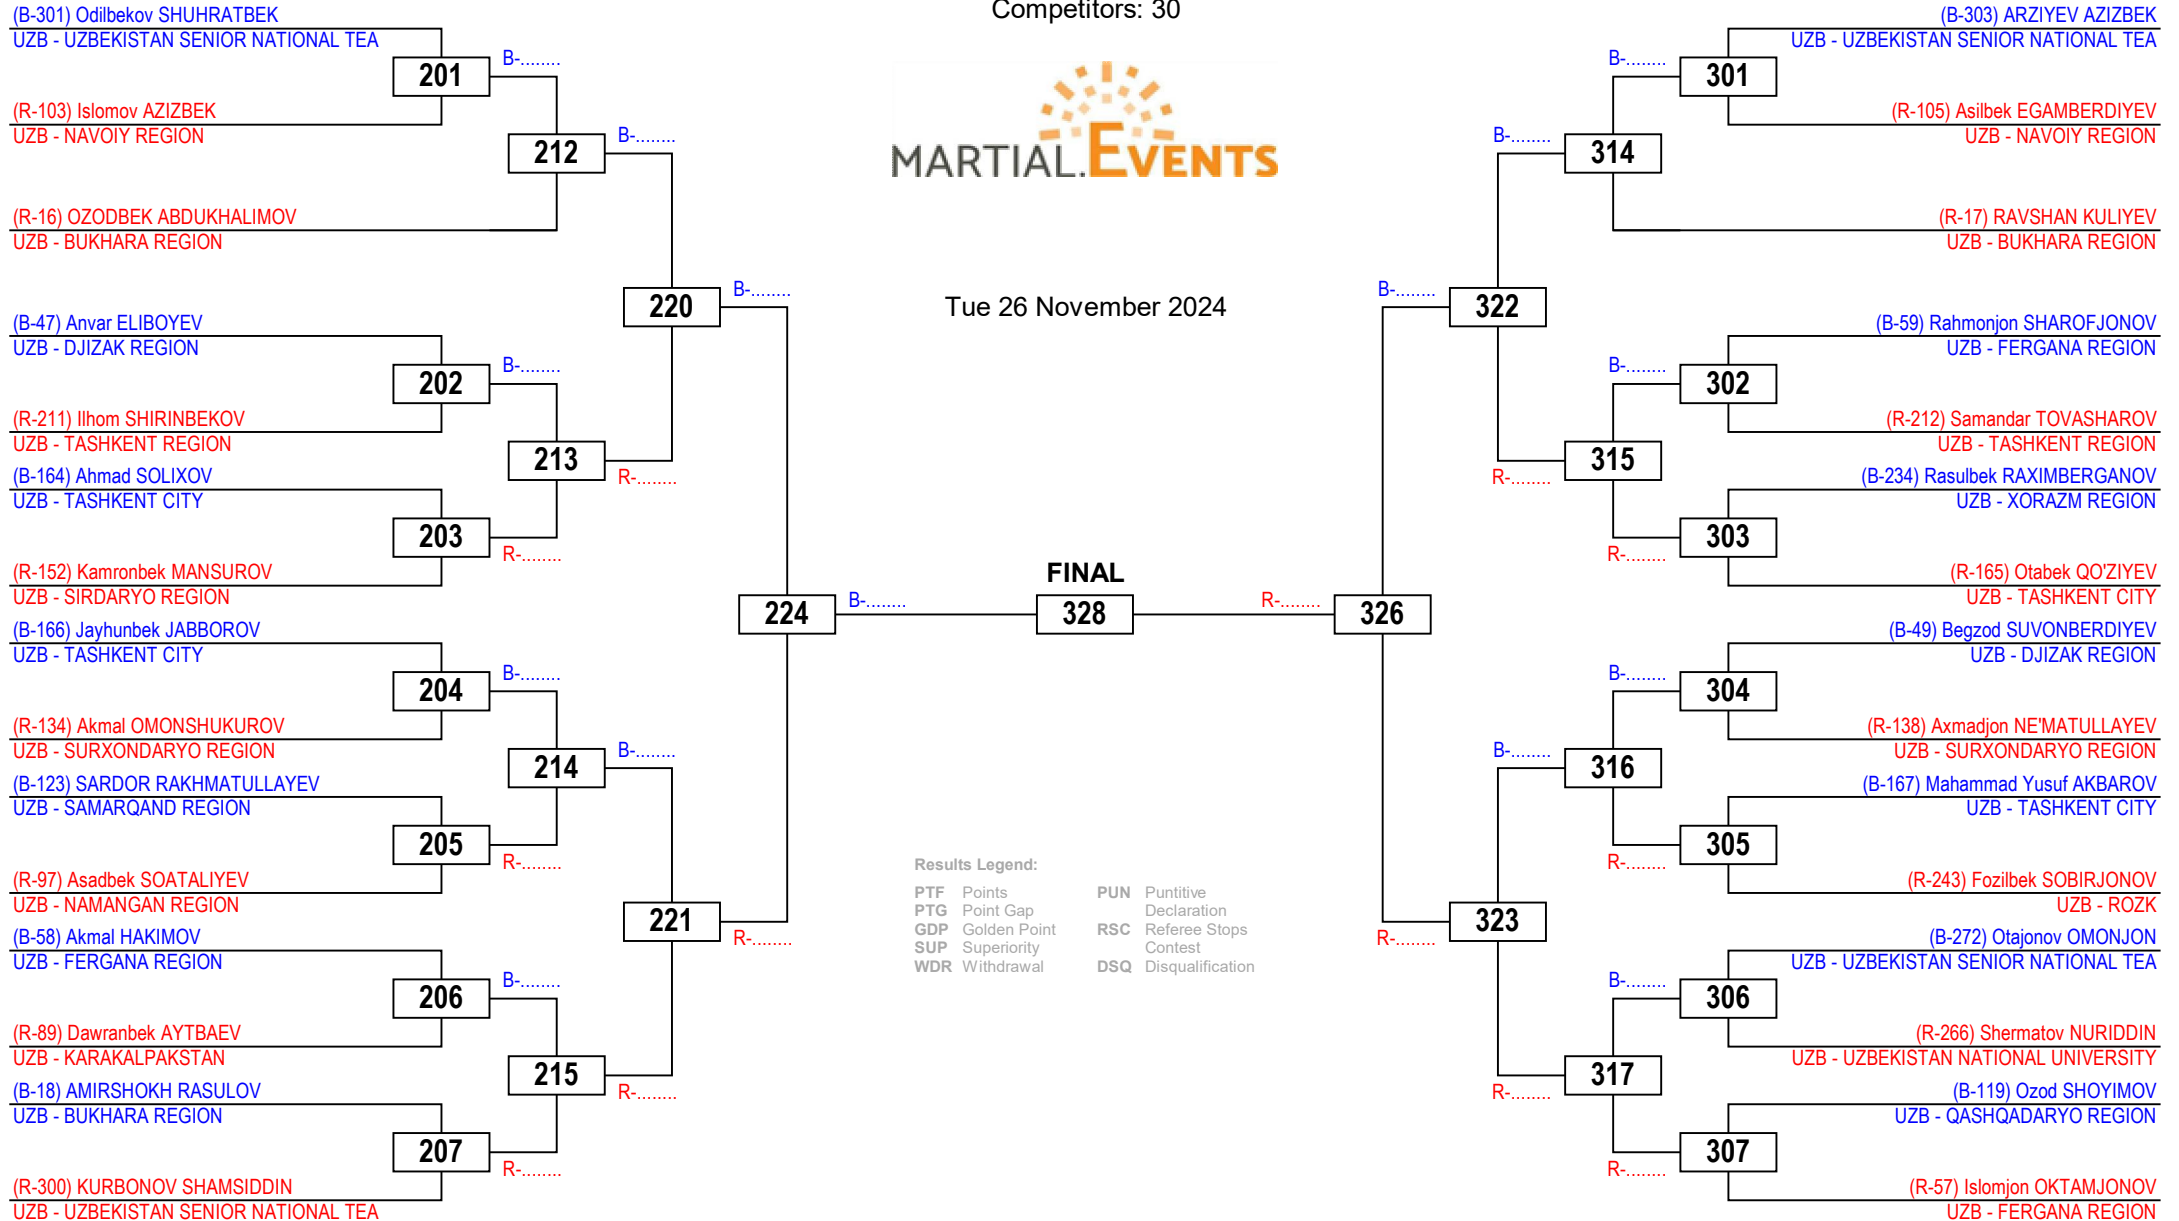 Competitors: 30
MARTIAL.EVENTS
Tue 26 November 2024
(B-301) Odilbekov SHUHRATBEK
UZB - UZBEKISTAN SENIOR NATIONAL TEA
201
B-........
(R-103) Islomov AZIZBEK
UZB - NAVOIY REGION
212
B-........
(R-16) OZODBEK ABDUKHALIMOV
UZB - BUKHARA REGION
220
B-........
(B-47) Anvar ELIBOYEV
UZB - DJIZAK REGION
202
B-........
(R-211) Ilhom SHIRINBEKOV
UZB - TASHKENT REGION
213
R-........
(B-164) Ahmad SOLIXOV
UZB - TASHKENT CITY
203
R-........
(R-152) Kamronbek MANSUROV
UZB - SIRDARYO REGION
224
B-........
(B-166) Jayhunbek JABBOROV
UZB - TASHKENT CITY
204
B-........
(R-134) Akmal OMONSHUKUROV
UZB - SURXONDARYO REGION
214
B-........
(B-123) SARDOR RAKHMATULLAYEV
UZB - SAMARQAND REGION
205
R-........
(R-97) Asadbek SOATALIYEV
UZB - NAMANGAN REGION
221
R-........
(B-58) Akmal HAKIMOV
UZB - FERGANA REGION
206
B-........
(R-89) Dawranbek AYTBAEV
UZB - KARAKALPAKSTAN
215
R-........
(B-18) AMIRSHOKH RASULOV
UZB - BUKHARA REGION
207
R-........
(R-300) KURBONOV SHAMSIDDIN
UZB - UZBEKISTAN SENIOR NATIONAL TEA
FINAL
328
Results Legend:
PTF Points
PTG Point Gap
GDP Golden Point
SUP Superiority
WDR Withdrawal
PUN Puntitive
Declaration
RSC Referee Stops
Contest
DSQ Disqualification
(B-303) ARZIYEV AZIZBEK
UZB - UZBEKISTAN SENIOR NATIONAL TEA
B-........
301
(R-105) Asilbek EGAMBERDIYEV
UZB - NAVOIY REGION
B-........
314
(R-17) RAVSHAN KULIYEV
UZB - BUKHARA REGION
B-........
322
(B-59) Rahmonjon SHAROFJONOV
UZB - FERGANA REGION
B-........
302
(R-212) Samandar TOVASHAROV
UZB - TASHKENT REGION
R-........
315
(B-234) Rasulbek RAXIMBERGANOV
UZB - XORAZM REGION
R-........
303
(R-165) Otabek QO'ZIYEV
UZB - TASHKENT CITY
R-........
326
(B-49) Begzod SUVONBERDIYEV
UZB - DJIZAK REGION
B-........
304
(R-138) Axmadjon NE'MATULLAYEV
UZB - SURXONDARYO REGION
B-........
316
(B-167) Mahammad Yusuf AKBAROV
UZB - TASHKENT CITY
R-........
305
(R-243) Fozilbek SOBIRJONOV
UZB - ROZK
R-........
323
(B-272) Otajonov OMONJON
UZB - UZBEKISTAN SENIOR NATIONAL TEA
B-........
306
(R-266) Shermatov NURIDDIN
UZB - UZBEKISTAN NATIONAL UNIVERSITY
R-........
317
(B-119) Ozod SHOYIMOV
UZB - QASHQADARYO REGION
R-........
307
(R-57) Islomjon OKTAMJONOV
UZB - FERGANA REGION